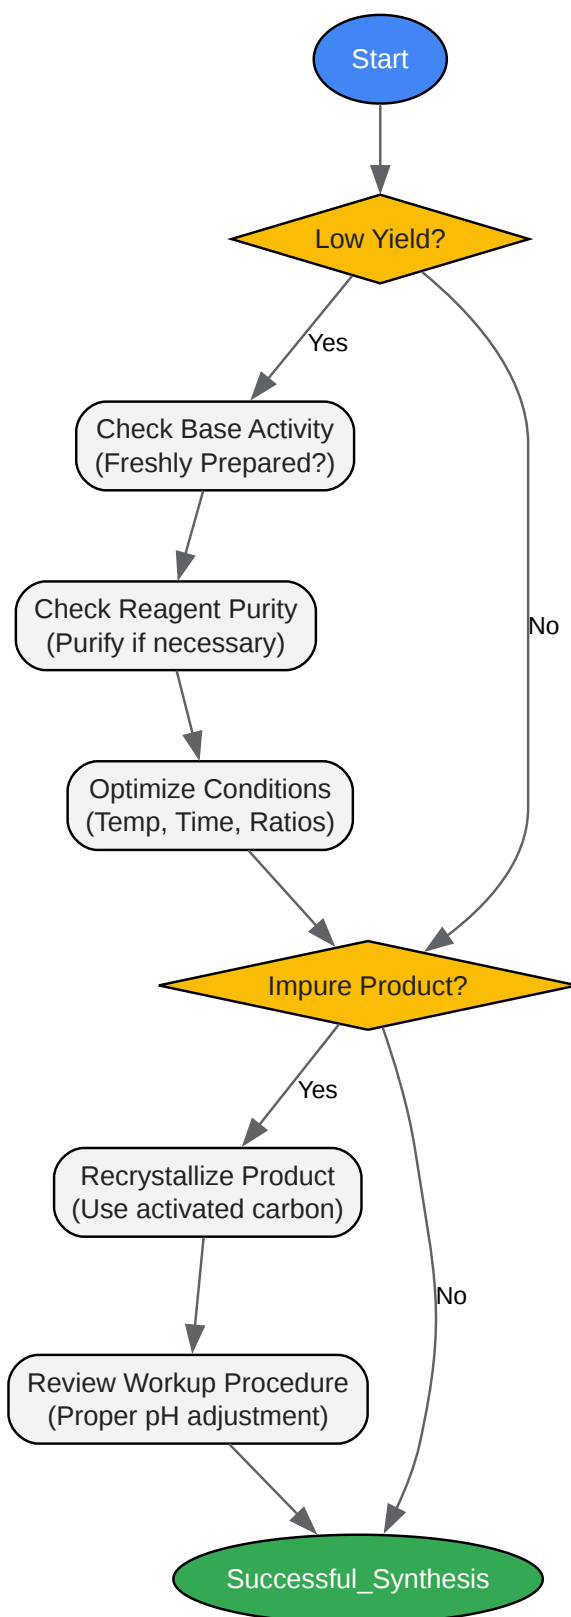 Start
Low Yield?
Yes
Check Base Activity
(Freshly Prepared?)
Check Reagent Purity
(Purify if necessary)
No
Optimize Conditions
(Temp, Time, Ratios)
Impure Product?
Yes
Recrystallize Product
(Use activated carbon)
No
Review Workup Procedure
(Proper pH adjustment)
Successful_Synthesis